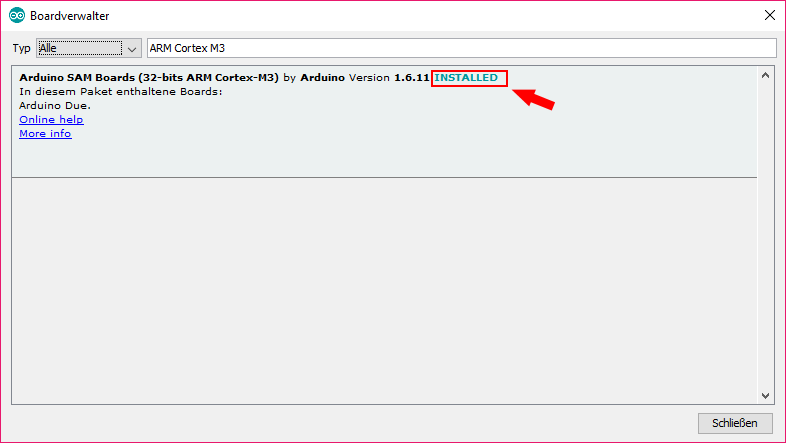 Boardverwalter
Typ Alle ARM Cortex M3
Arduino SAM Boards (32-bits ARM Cortex-M3) by Arduino Version 1.6.11 INSTALLED
In diesem Paket enthaltene Boards:
Arduino Due.
Online help
More info
Schließen